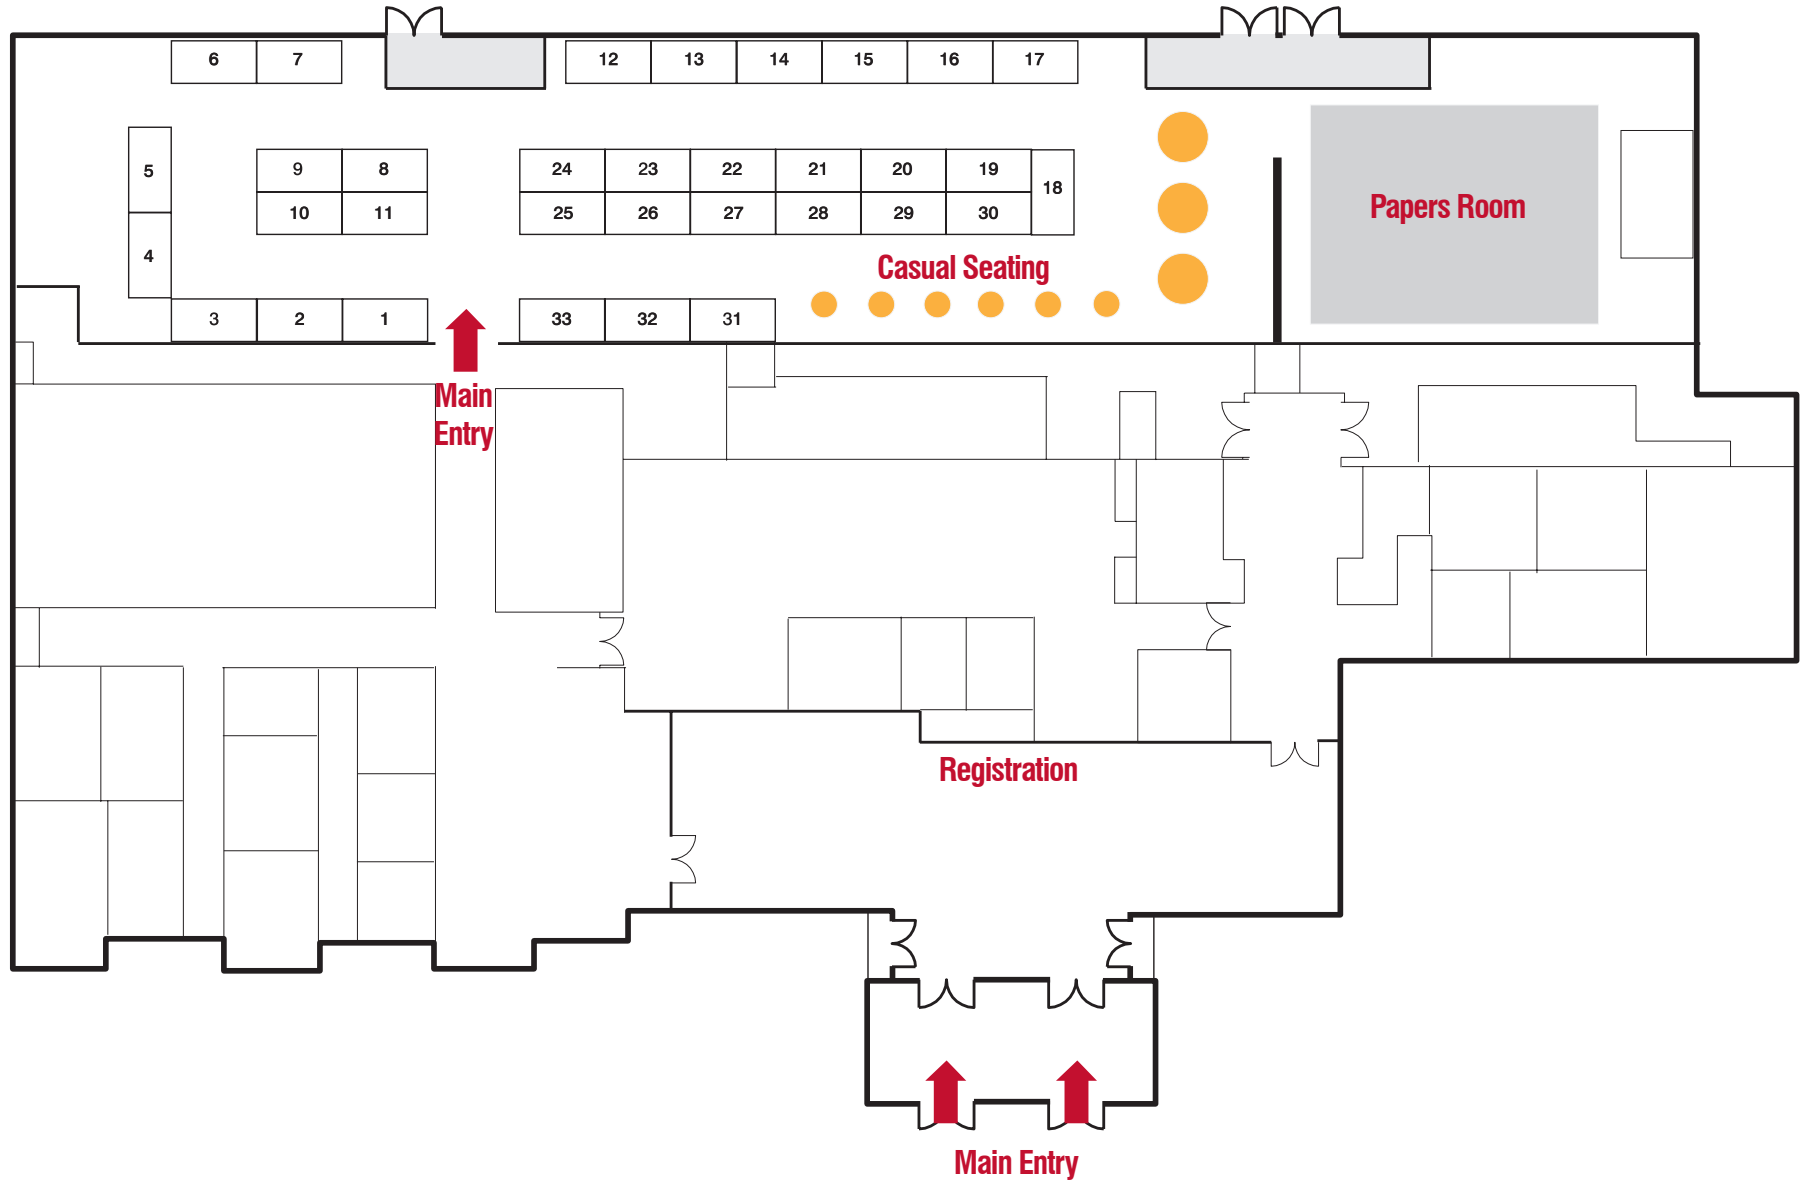 6 7 12 13 14 15 16 17
5 9 8 24 23 22 21 20 19 18
10 11 25 26 27 28 29 30
4
3 2 1 33 32 31
Casual Seating
Papers Room
Main
Entry
Registration
Main Entry